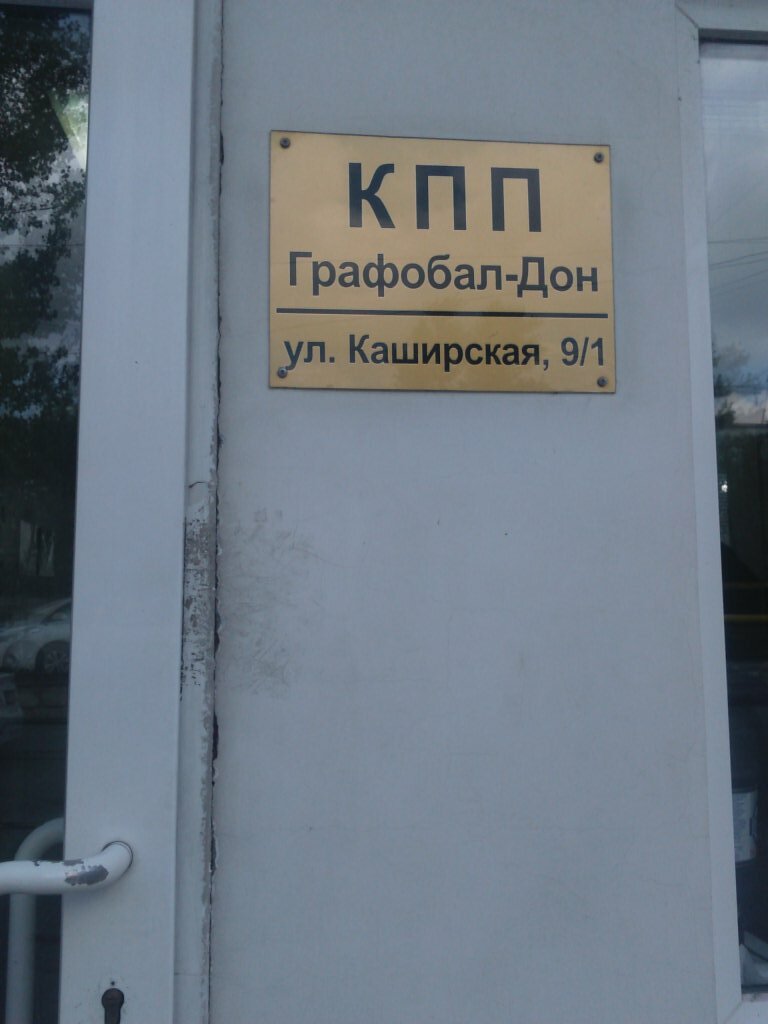 КПП
Графобал-Дон
ул. Каширская, 9/1